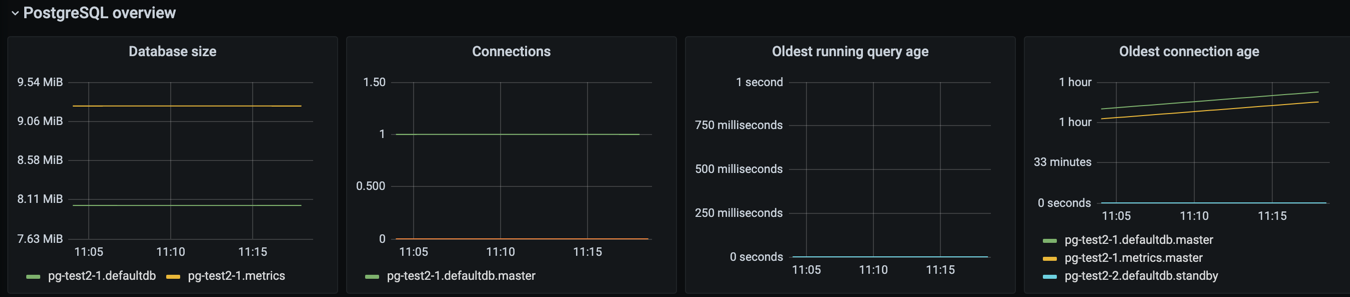 PostgreSQL overview
Database size
9.54 MiB
9.06 MiB
8.58 MiB
8.11 MiB
7.63 MiB
11:05 11:10 11:15
pg-test2-1.defaultdb pg-test2-1.metrics
Connections
1.50
1
0.500
0
11:05 11:10 11:15
pg-test2-1.defaultdb.master
Oldest running query age
1 second
750 milliseconds
500 milliseconds
250 milliseconds
0 seconds
11:05 11:10 11:15
Oldest connection age
1 hour
1 hour
33 minutes
0 seconds
11:05 11:10 11:15
pg-test2-1.defaultdb.master
pg-test2-1.metrics.master
pg-test2-2.defaultdb.standby